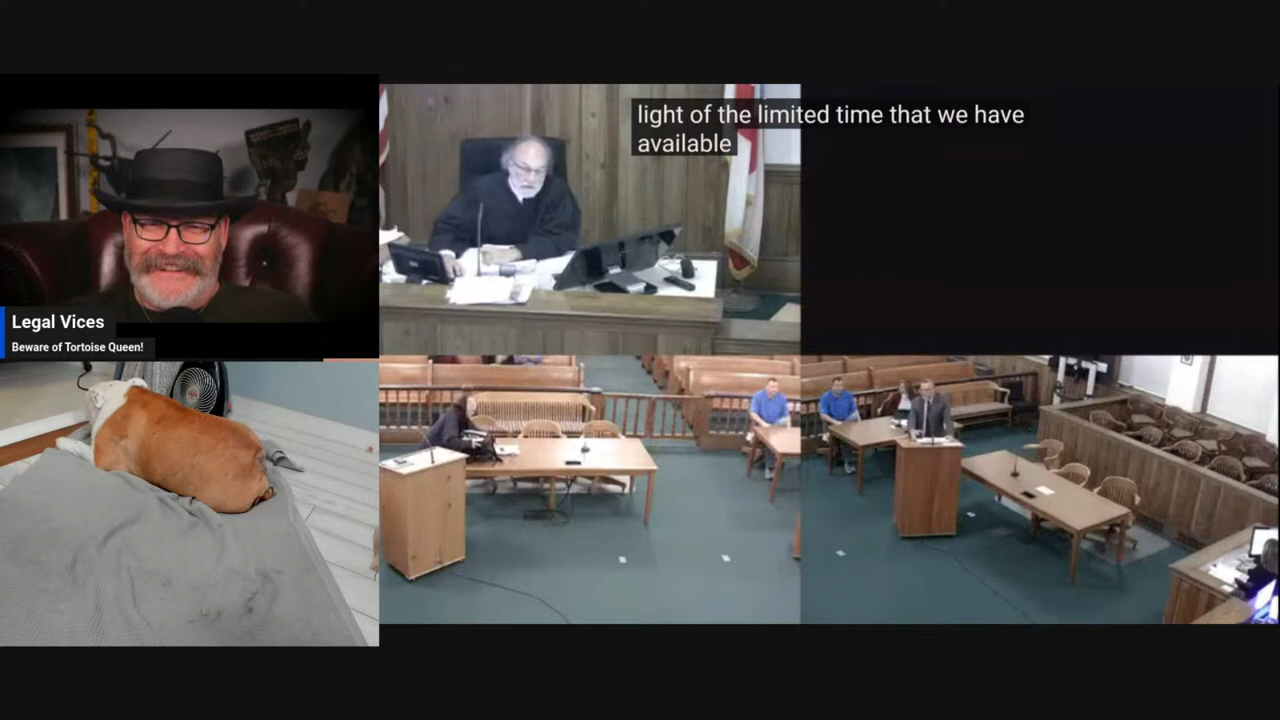 light of the limited time that we have
available
Legal Vices
Beware of Tortoise Queen!